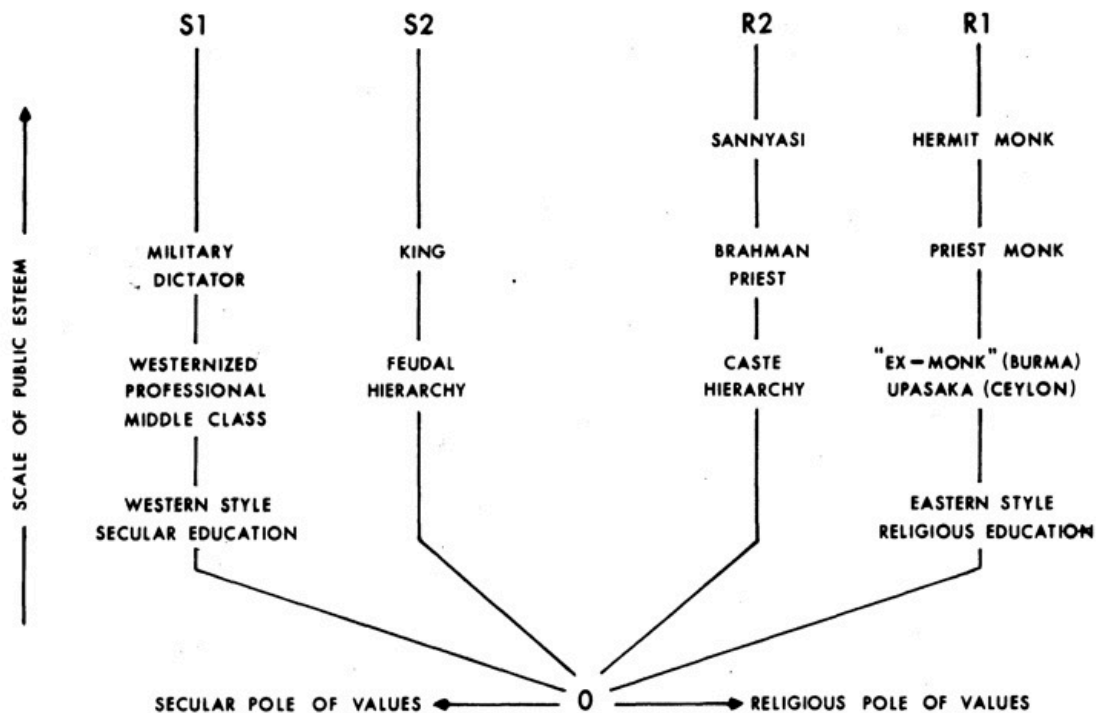 S1 S2 R2 R1
SANNYASI HERMIT MONK
MILITARY KING BRAHMAN PRIEST MONK
DICTATOR PRIEST
WESTERNIZED FEUDAL CASTE "EX–MONK" (BURMA)
PROFESSIONAL HIERARCHY HIERARCHY UPASAKA (CEYLON)
MIDDLE CLASS
WESTERN STYLE EASTERN STYLE
SECULAR EDUCATION RELIGIOUS EDUCATION
SCALE OF PUBLIC ESTEEM
SECULAR POLE OF VALUES O RELIGIOUS POLE OF VALUES